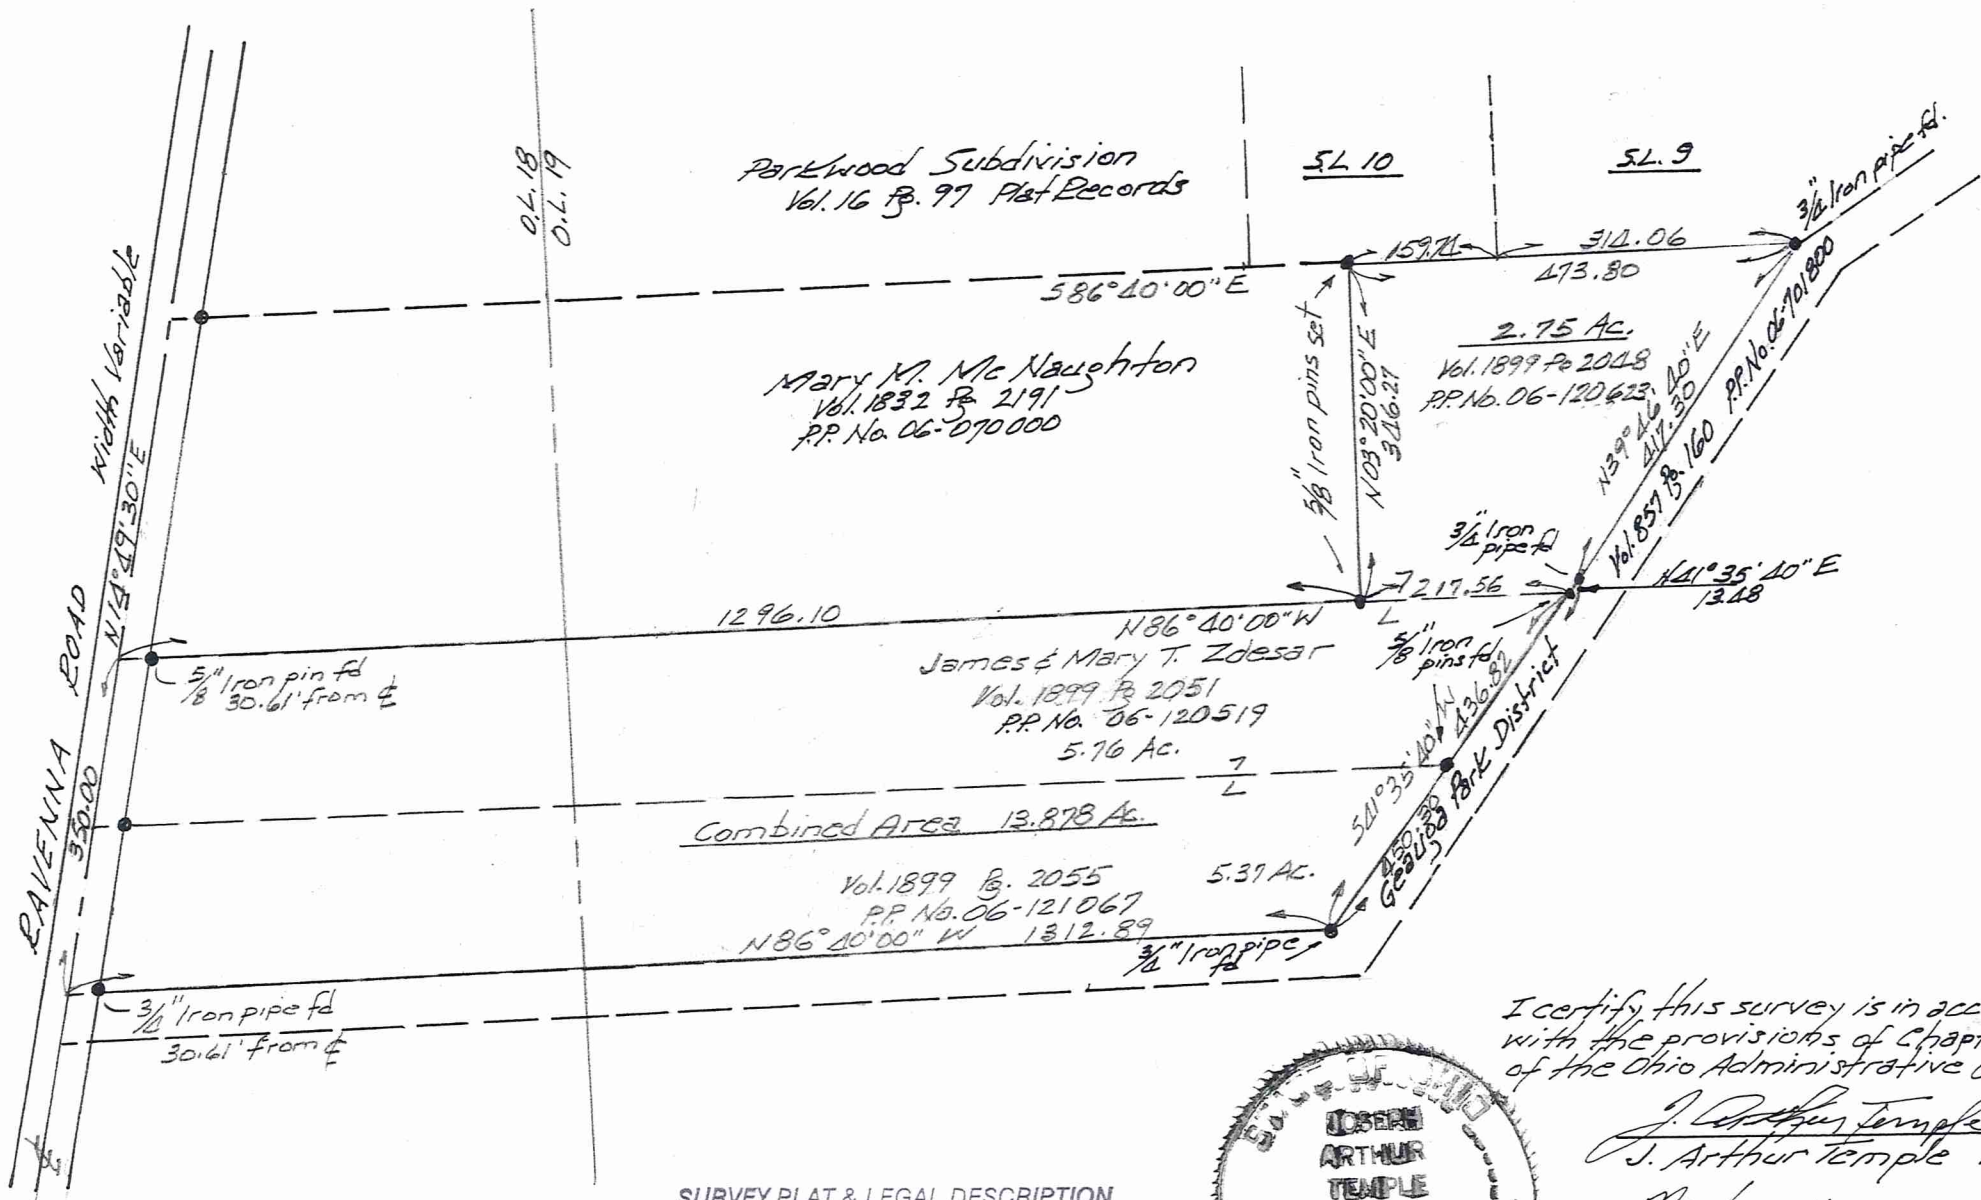 O.L. 18
O.L. 19
Parkwood Subdivision
Vol. 16 Pg. 97 Plat Records
S.L. 10
S.L. 9
3/4" Iron pipe fd.
159.74
314.06
473.80
S86°40'00"E
Width Variable
N14°49'30"E
RAVENNA ROAD
350.00
Mary M. McNaughton
Vol. 1832 Pg 2191
P.P. No. 06-070000
5/8" Iron pins set
N03°20'00"E
346.27
2.75 Ac.
Vol. 1899 Pg 2048
P.P. No. 06-120623
N39°46'40"E
417.30
Vol. 857 Pg. 160 P.P. No. 06-701800
3/4" Iron
pipe fd
N41°35'40"E
13.48
1296.10
N86°40'00"W
217.56
5/8" Iron
pins fd
5/8" Iron pin fd
30.61' from ℄
James & Mary T. Zdesar
Vol. 1899 Pg 2051
P.P. No. 06-120519
5.76 Ac.
S41°35'40"W
436.82
450.30
Geauga Park District
Combined Area 13.878 Ac.
Vol. 1899 Pg. 2055
5.37 Ac.
P.P. No. 06-121067
N86°40'00"W 1312.89
3/4" Iron pipe
fd
3/4" Iron pipe fd
30.61' from ℄
℄
I certify this survey is in acc
with the provisions of Chapt
of the Ohio Administrative C
J. Arthur Temple
J. Arthur Temple
STATE OF OHIO
JOSEPH
ARTHUR
TEMPLE
SURVEY PLAT & LEGAL DESCRIPTION